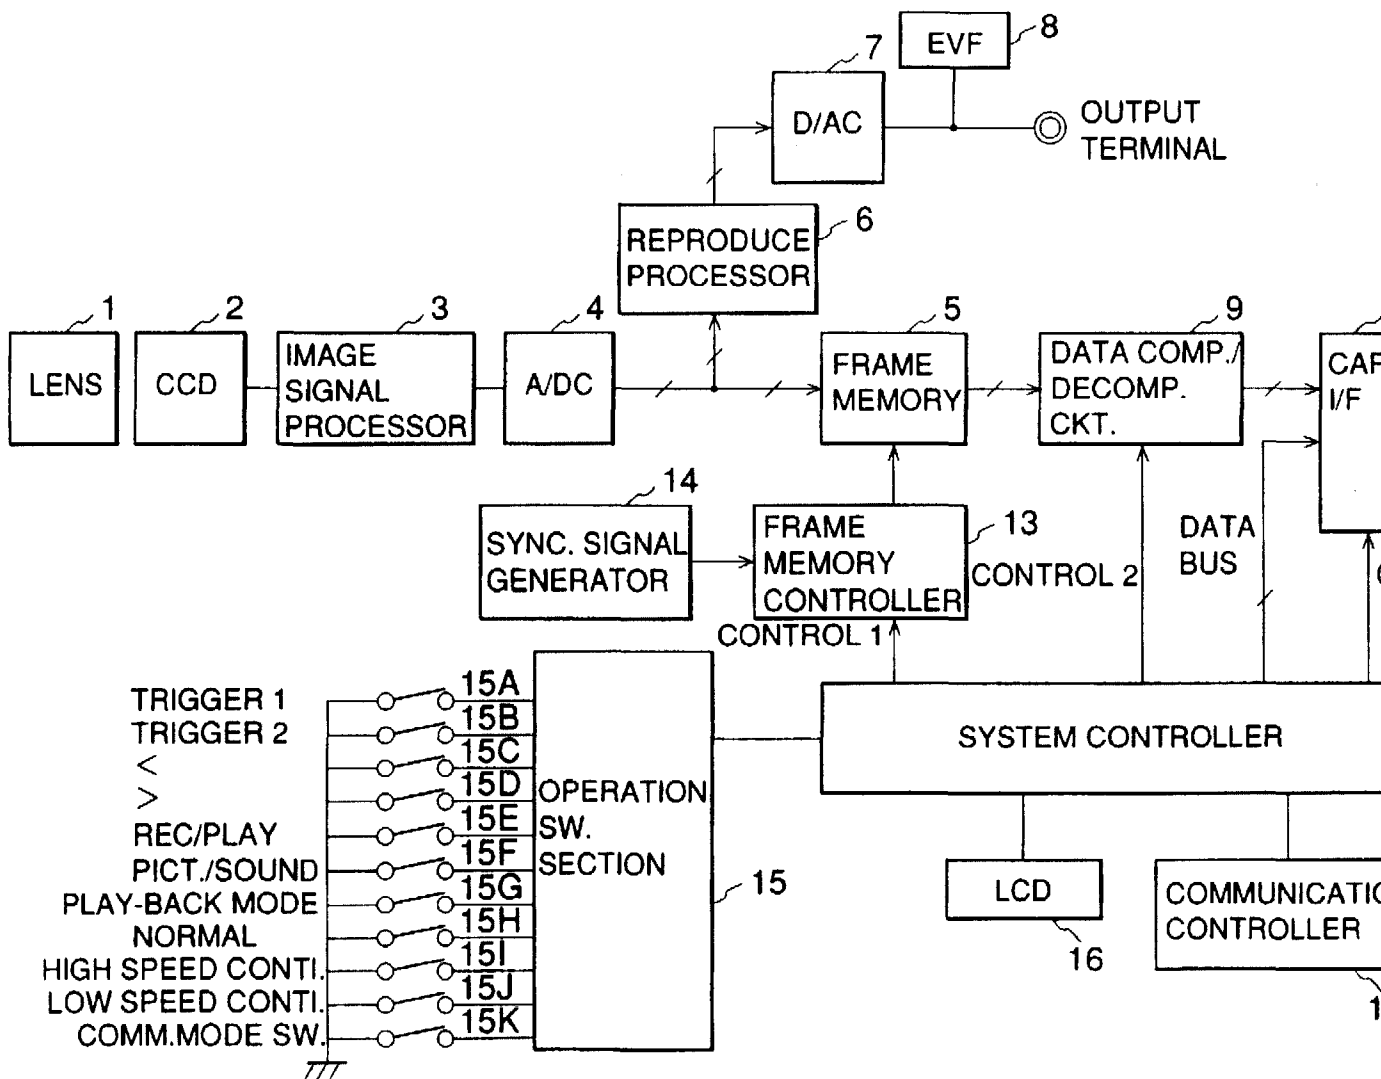 8
EVF
7
D/AC
OUTPUT
TERMINAL
6
REPRODUCE
PROCESSOR
1
LENS
2
CCD
3
IMAGE
SIGNAL
PROCESSOR
4
A/DC
5
FRAME
MEMORY
9
DATA COMP./
DECOMP.
CKT.
I/F
14
SYNC. SIGNAL
GENERATOR
13
FRAME
MEMORY
CONTROLLER
CONTROL 1
CONTROL 2
DATA
BUS
SYSTEM CONTROLLER
TRIGGER 1 15A
TRIGGER 2 15B
< 15C
> 15D
REC/PLAY 15E
PICT./SOUND 15F
PLAY-BACK MODE 15G
NORMAL 15H
HIGH SPEED CONTI. 15I
LOW SPEED CONTI. 15J
COMM.MODE SW. 15K
OPERATION
SW.
SECTION
15
LCD
16
CONTROLLER